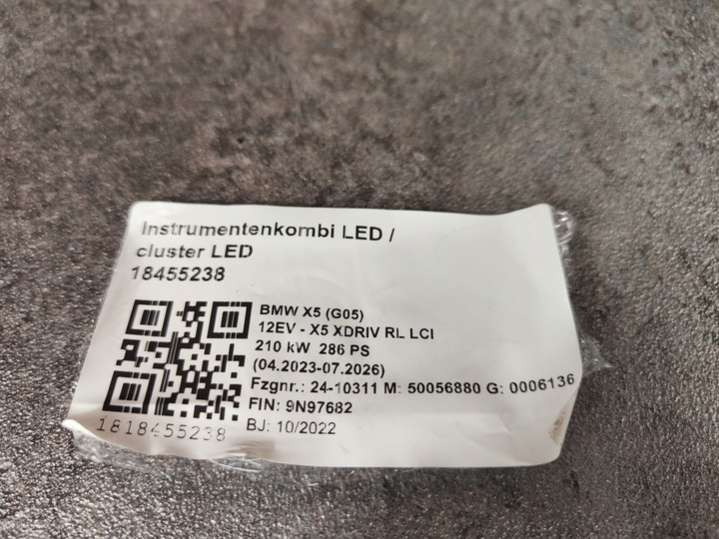 Instrumentenkombi LED /
cluster LED
18455238
BMW X5 (G05)
12EV - X5 XDRIV RL LCI
210 kW 286 PS
(04.2023-07.2026)
Fzgnr.: 24-10311 M: 50056880 G: 0006136
FIN: 9N97682
BJ: 10/2022
1818455238